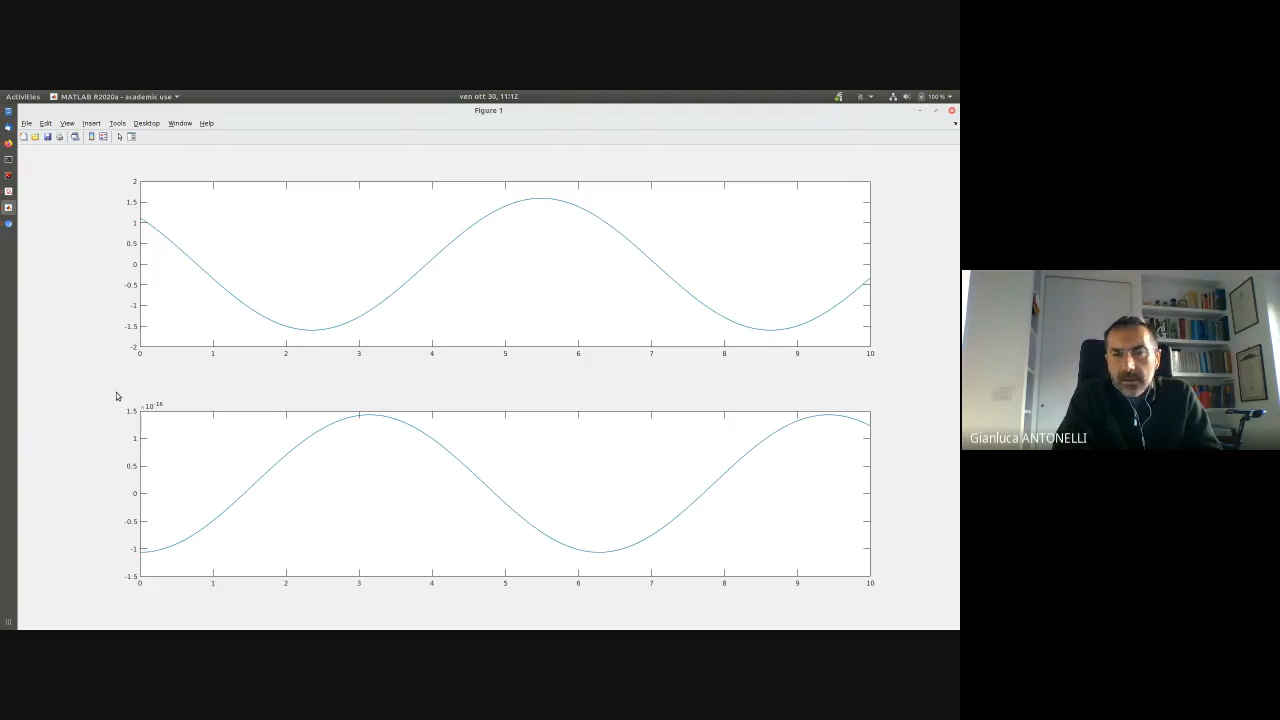 Activities MATLAB R2020a - academic use ven ott 30, 11:12 it 100 %
Figure 1
File Edit View Insert Tools Desktop Window Help
2
1.5
1
0.5
0
-0.5
-1
-1.5
-2
0 1 2 3 4 5 6 7 8 9 10
×10-16
1.5
1
0.5
0
-0.5
-1
-1.5
0 1 2 3 4 5 6 7 8 9 10
Gianluca ANTONELLI